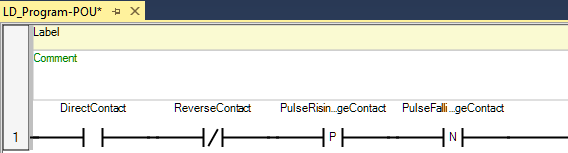 LD_Program-POU*
Label
Comment
DirectContact ReverseContact PulseRisin...geContact PulseFalli...geContact
1 P N